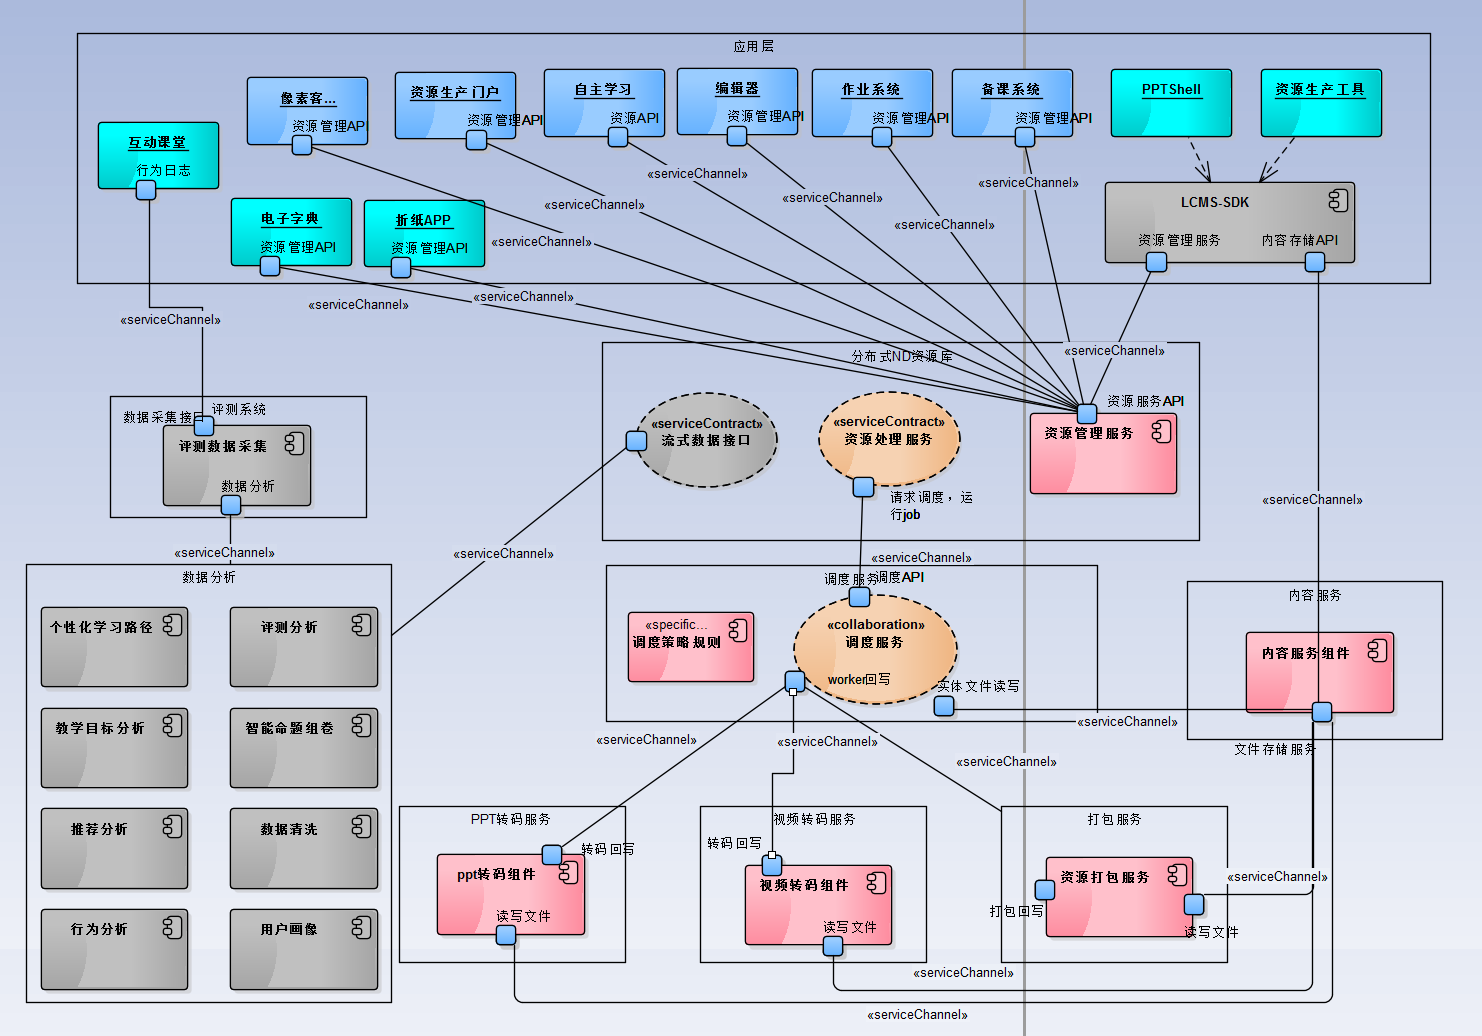 应用层
像素客...
资源管理API
资源生产门户
资源管理API
自主学习
资源API
编辑器
资源管理API
作业系统
资源管理API
备课系统
资源管理API
PPTShell
资源生产工具
互动课堂
行为日志
«serviceChannel»
«serviceChannel»
«serviceChannel»
«serviceChannel»
«serviceChannel»
LCMS-SDK
资源管理服务
内容存储API
电子字典
资源管理API
折纸APP
资源管理API
«serviceChannel»
«serviceChannel»
«serviceChannel»
«serviceChannel»
«serviceChannel»
分布式ND资源库
«serviceContract»
流式数据接口
«serviceContract»
资源处理服务
请求调度，运
行job
资源服务API
资源管理服务
评测系统
数据采集接口
评测数据采集
数据分析
«serviceChannel»
«serviceChannel»
«serviceChannel»
«serviceChannel»
数据分析
个性化学习路径
评测分析
教学目标分析
智能命题组卷
推荐分析
数据清洗
行为分析
用户画像
调度服务
调度API
«specific...
调度策略规则
«collaboration»
调度服务
worker回写
实体文件读写
内容服务
内容服务组件
文件存储服务
«serviceChannel»
«serviceChannel»
«serviceChannel»
«serviceChannel»
PPT转码服务
转码回写
ppt转码组件
读写文件
视频转码服务
转码回写
视频转码组件
读写文件
打包服务
资源打包服务
打包回写
读写文件
«serviceChannel»
«serviceChannel»
«serviceChannel»